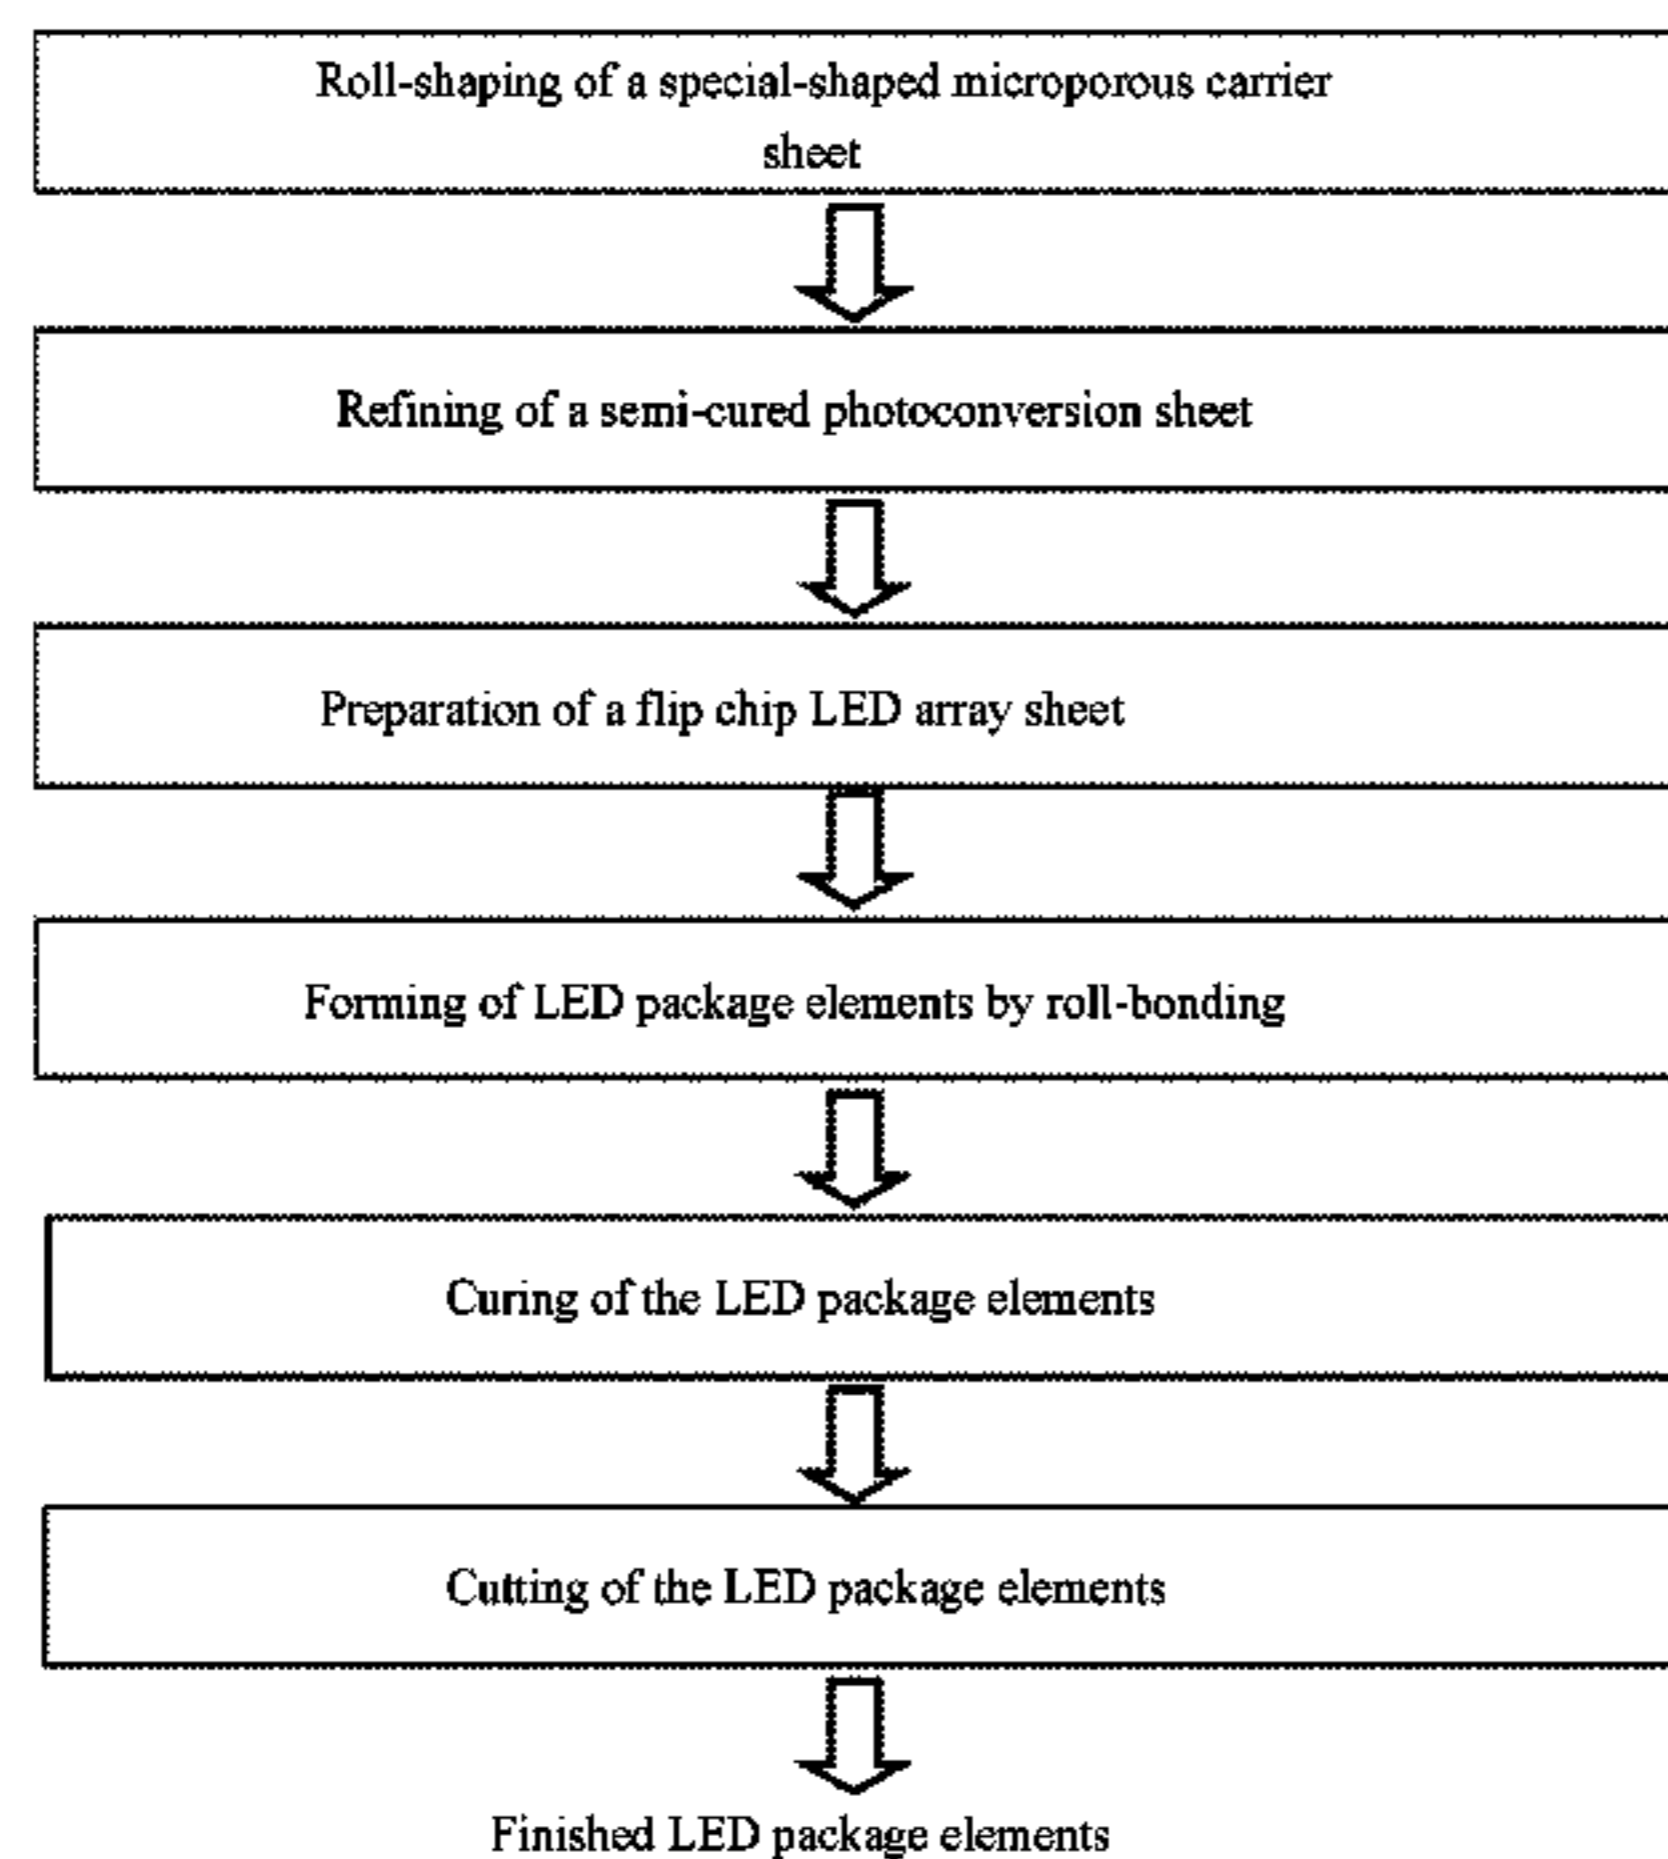 Roll-shaping of a special-shaped microporous carrier
sheet
Refining of a semi-cured photoconversion sheet
Preparation of a flip chip LED array sheet
Forming of LED package elements by roll-bonding
Curing of the LED package elements
Cutting of the LED package elements
Finished LED package elements